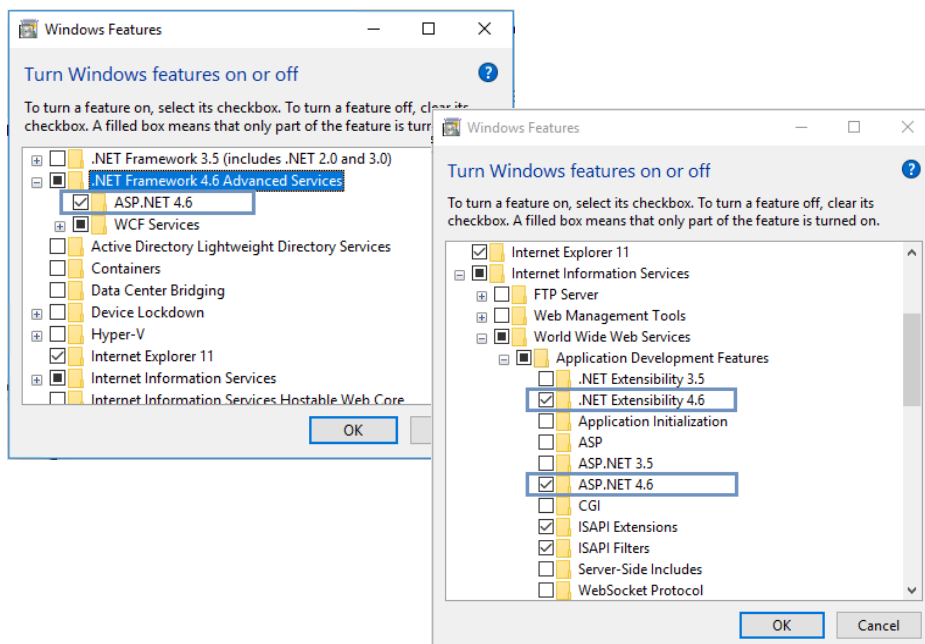 Windows Features
Turn Windows features on or off
To turn a feature on, select its checkbox. To turn a feature off, clear its
checkbox. A filled box means that only part of the feature is turn
.NET Framework 3.5 (includes .NET 2.0 and 3.0)
.NET Framework 4.6 Advanced Services
ASP.NET 4.6
WCF Services
Active Directory Lightweight Directory Services
Containers
Data Center Bridging
Device Lockdown
Hyper-V
Internet Explorer 11
Internet Information Services
Internet Information Services Hostable Web Core
OK
Windows Features
Turn Windows features on or off
To turn a feature on, select its checkbox. To turn a feature off, clear its
checkbox. A filled box means that only part of the feature is turned on.
Internet Explorer 11
Internet Information Services
FTP Server
Web Management Tools
World Wide Web Services
Application Development Features
.NET Extensibility 3.5
.NET Extensibility 4.6
Application Initialization
ASP
ASP.NET 3.5
ASP.NET 4.6
CGI
ISAPI Extensions
ISAPI Filters
Server-Side Includes
WebSocket Protocol
OK
Cancel